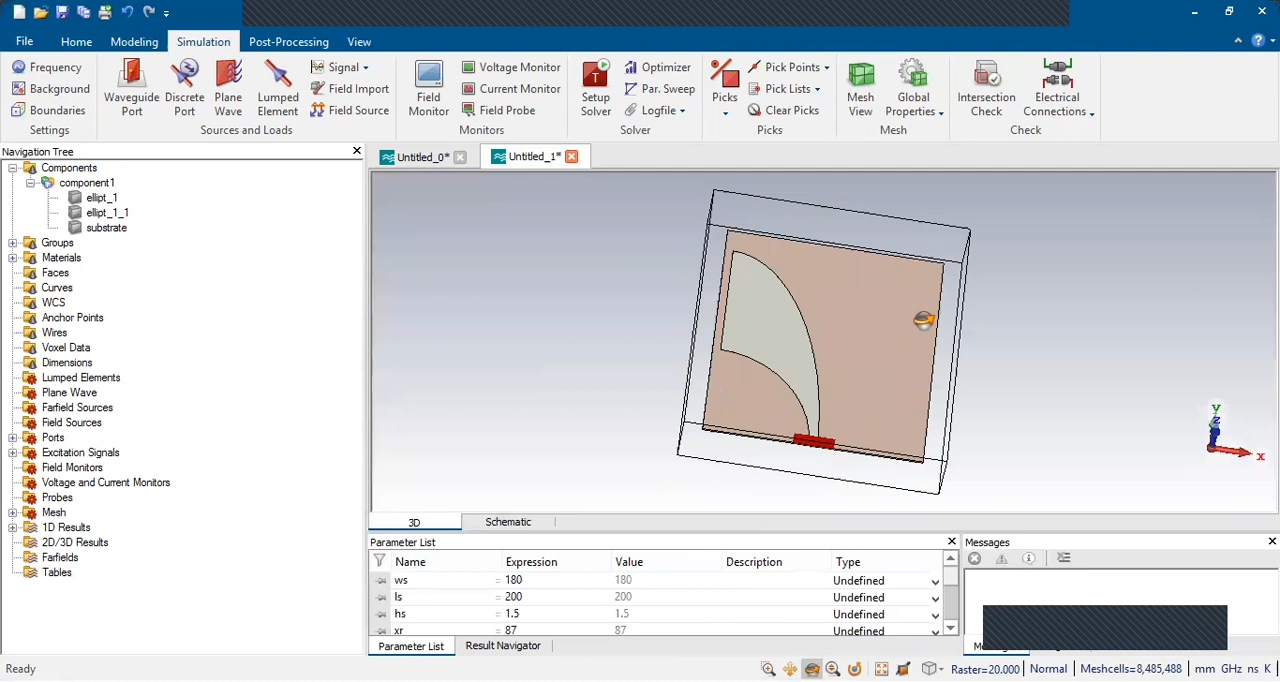 File Home Modeling Simulation Post-Processing View
Frequency
Background
Boundaries
Settings
Waveguide Port
Discrete Port
Plane Wave
Lumped Element
Signal
Field Import
Field Source
Sources and Loads
Field Monitor
Voltage Monitor
Current Monitor
Field Probe
Monitors
Setup Solver
Optimizer
Par. Sweep
Logfile
Solver
Picks
Pick Points
Pick Lists
Clear Picks
Picks
Mesh View
Global Properties
Mesh
Intersection Check
Electrical Connections
Check
Navigation Tree
Components
component1
ellipt_1
ellipt_1_1
substrate
Groups
Materials
Faces
Curves
WCS
Anchor Points
Wires
Voxel Data
Dimensions
Lumped Elements
Plane Wave
Farfield Sources
Field Sources
Ports
Excitation Signals
Field Monitors
Voltage and Current Monitors
Probes
Mesh
1D Results
2D/3D Results
Farfields
Tables
Untitled_0*
Untitled_1*
y
z
x
3D Schematic
Parameter List
Name Expression Value Description Type
ws = 180 180 Undefined
ls = 200 200 Undefined
hs = 1.5 1.5 Undefined
xr = 87 87 Undefined
Parameter List Result Navigator
Messages
Ready
Raster=20.000 Normal Meshcells=8,485,488 mm GHz ns K